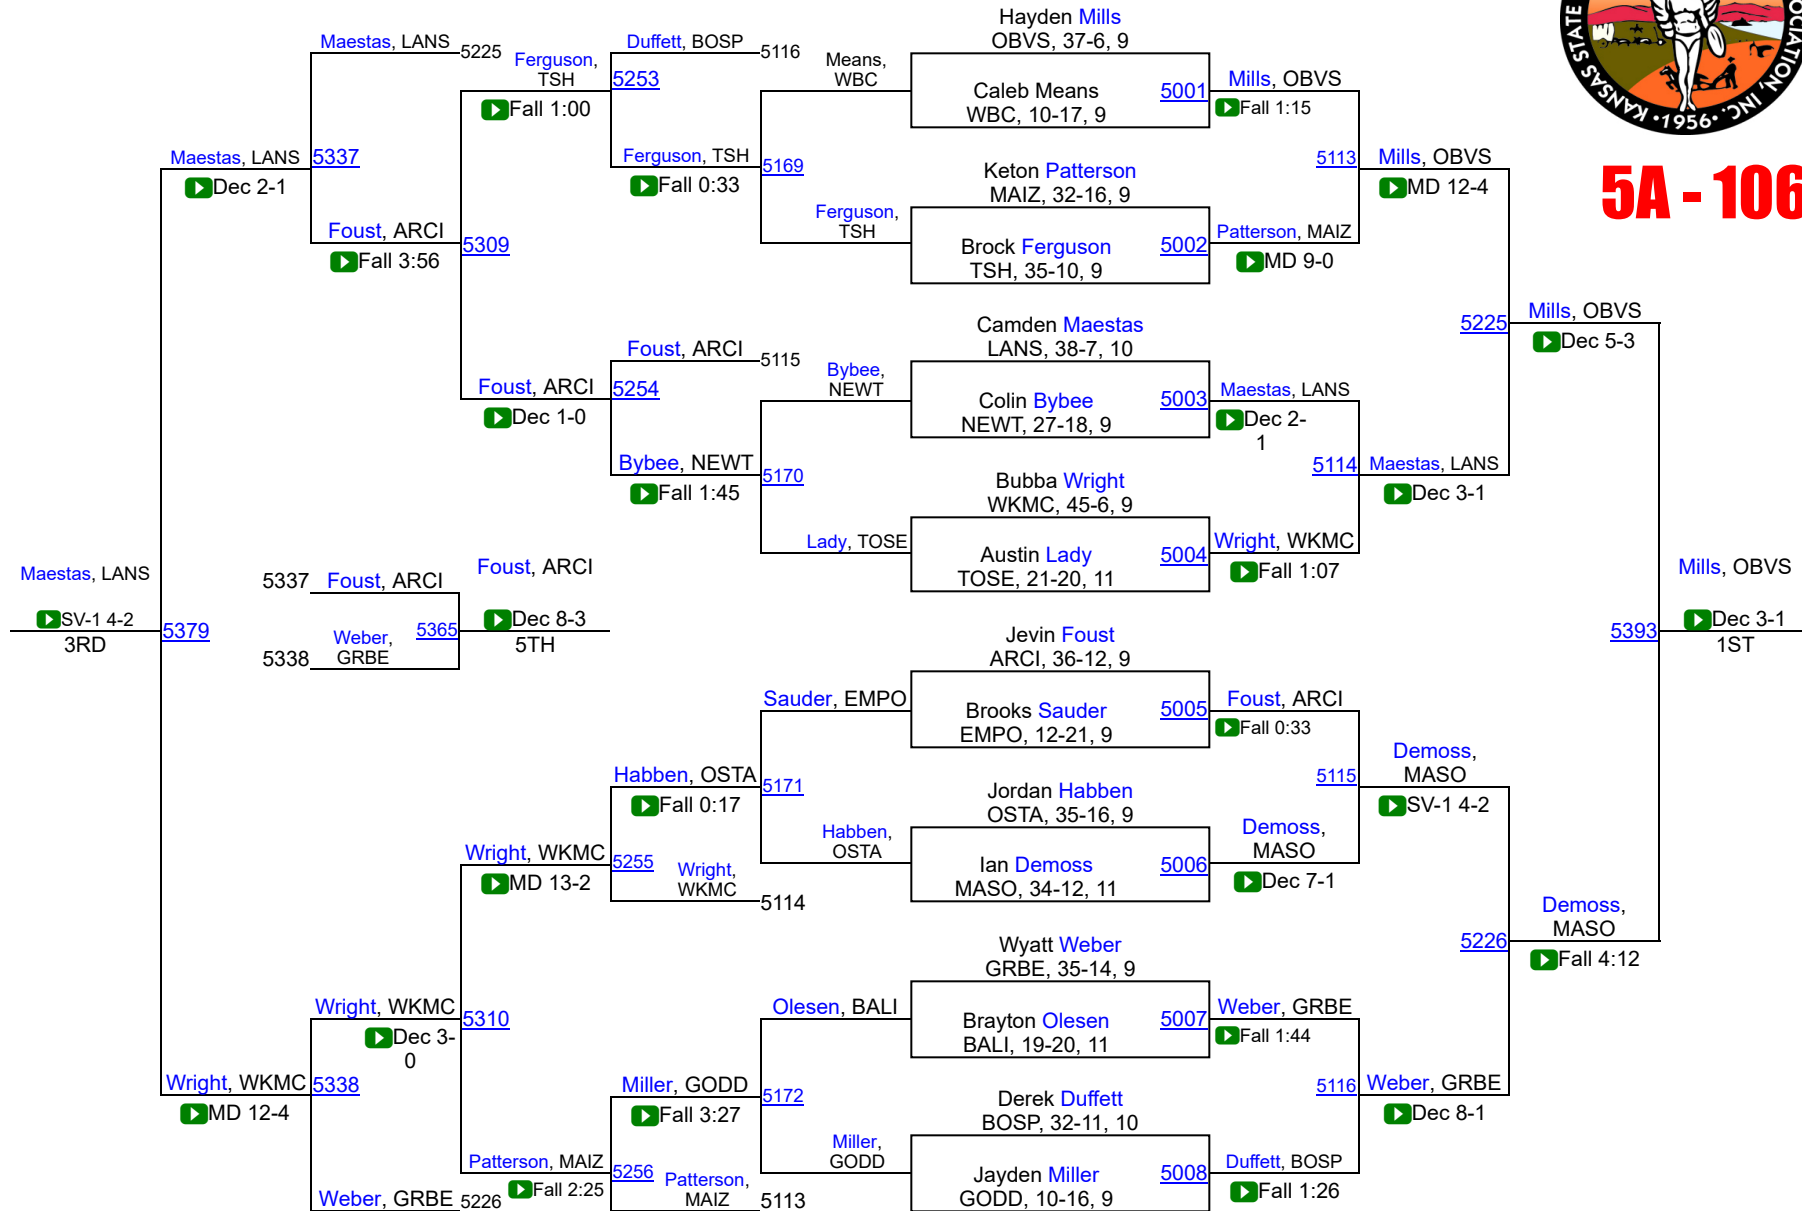 Hayden Mills
OBVS, 37-6, 9
Maestas, LANS
5225
Ferguson,
TSH
Duffett, BOSP
5116
Means,
WBC
5253
Fall 1:00
Caleb Means
WBC, 10-17, 9
5001
Mills, OBVS
Fall 1:15
KANSAS STATE
CIATION, INC.
·1956·
5A - 106
Maestas, LANS
5337
Dec 2-1
Ferguson, TSH
5169
Fall 0:33
Keton Patterson
MAIZ, 32-16, 9
5113
Mills, OBVS
MD 12-4
Foust, ARCI
5309
Fall 3:56
Ferguson,
TSH
Brock Ferguson
TSH, 35-10, 9
5002
Patterson, MAIZ
MD 9-0
Camden Maestas
LANS, 38-7, 10
5225
Mills, OBVS
Dec 5-3
Foust, ARCI
5115
Foust, ARCI
5254
Dec 1-0
Bybee,
NEWT
Colin Bybee
NEWT, 27-18, 9
5003
Maestas, LANS
Dec 2-
1
Bybee, NEWT
5170
Fall 1:45
Bubba Wright
WKMC, 45-6, 9
5114
Maestas, LANS
Dec 3-1
Lady, TOSE
Austin Lady
TOSE, 21-20, 11
5004
Wright, WKMC
Fall 1:07
Maestas, LANS
SV-1 4-2
3RD
5379
5337
Foust, ARCI
Foust, ARCI
5338
Weber,
GRBE
5365
Dec 8-3
5TH
Mills, OBVS
5393
Dec 3-1
1ST
Jevin Foust
ARCI, 36-12, 9
Sauder, EMPO
Brooks Sauder
EMPO, 12-21, 9
5005
Foust, ARCI
Fall 0:33
Habben, OSTA
5171
Fall 0:17
Jordan Habben
OSTA, 35-16, 9
5115
Demoss,
MASO
SV-1 4-2
Wright, WKMC
5255
MD 13-2
Wright,
WKMC
5114
Habben,
OSTA
Ian Demoss
MASO, 34-12, 11
5006
Demoss,
MASO
Dec 7-1
Wyatt Weber
GRBE, 35-14, 9
5226
Demoss,
MASO
Fall 4:12
Wright, WKMC
5310
Dec 3-
0
Olesen, BALI
Brayton Olesen
BALI, 19-20, 11
5007
Weber, GRBE
Fall 1:44
Wright, WKMC
5338
MD 12-4
Miller, GODD
5172
Fall 3:27
Derek Duffett
BOSP, 32-11, 10
5116
Weber, GRBE
Dec 8-1
Patterson, MAIZ
5256
Fall 2:25
Patterson,
MAIZ
5113
Miller,
GODD
Jayden Miller
GODD, 10-16, 9
5008
Duffett, BOSP
Fall 1:26
Weber, GRBE
5226